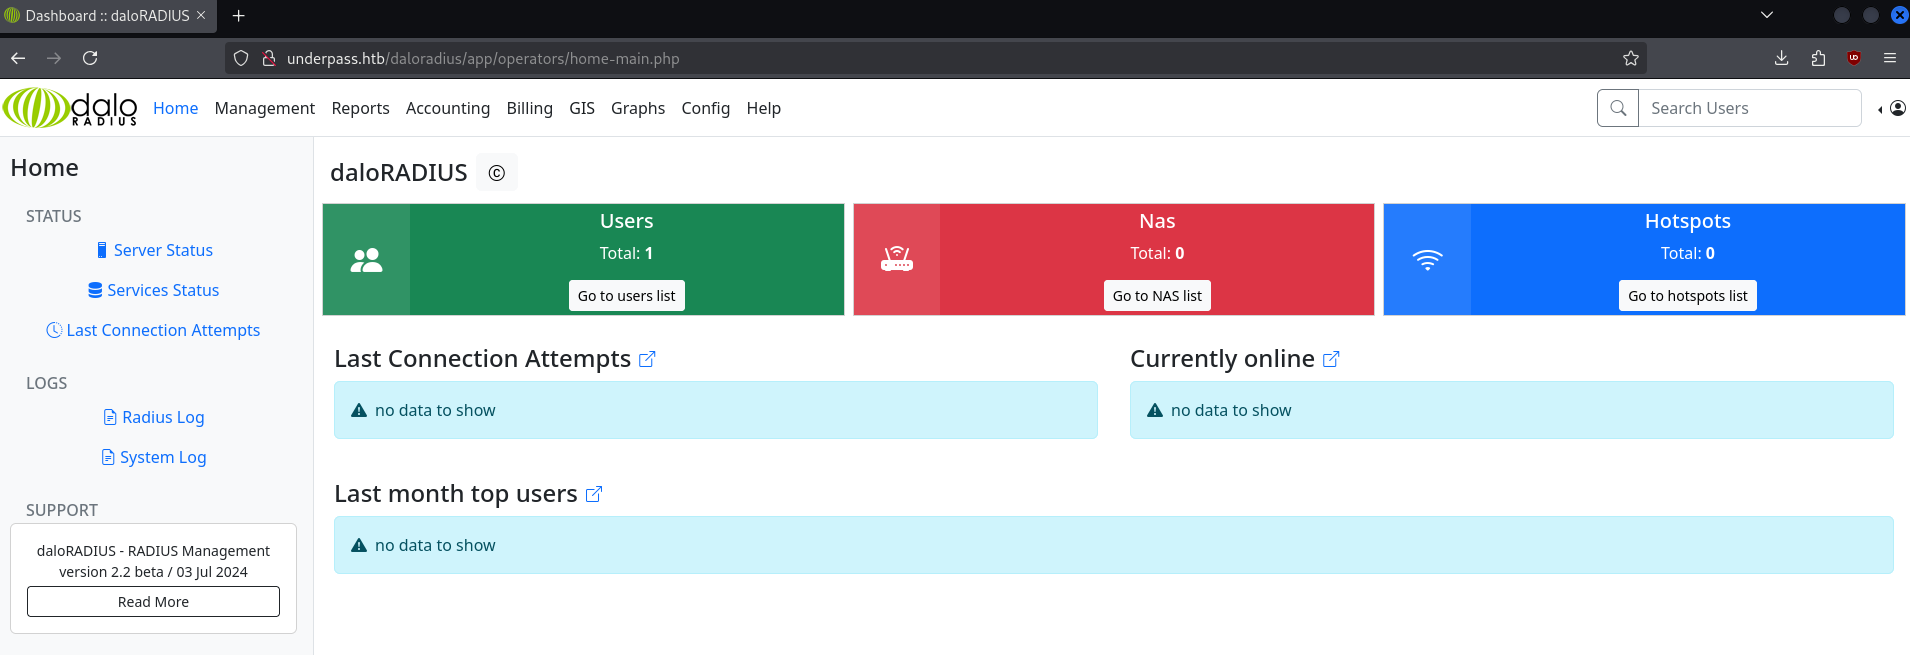 Dashboard :: daloRADIUS
underpass.htb/daloradius/app/operators/home-main.php
dalo RADIUS Home Management Reports Accounting Billing GIS Graphs Config Help Search Users
Home
STATUS
Server Status
Services Status
Last Connection Attempts
LOGS
Radius Log
System Log
SUPPORT
daloRADIUS - RADIUS Management
version 2.2 beta / 03 Jul 2024
Read More
daloRADIUS ©
Users
Total: 1
Go to users list
Nas
Total: 0
Go to NAS list
Hotspots
Total: 0
Go to hotspots list
Last Connection Attempts
no data to show
Currently online
no data to show
Last month top users
no data to show